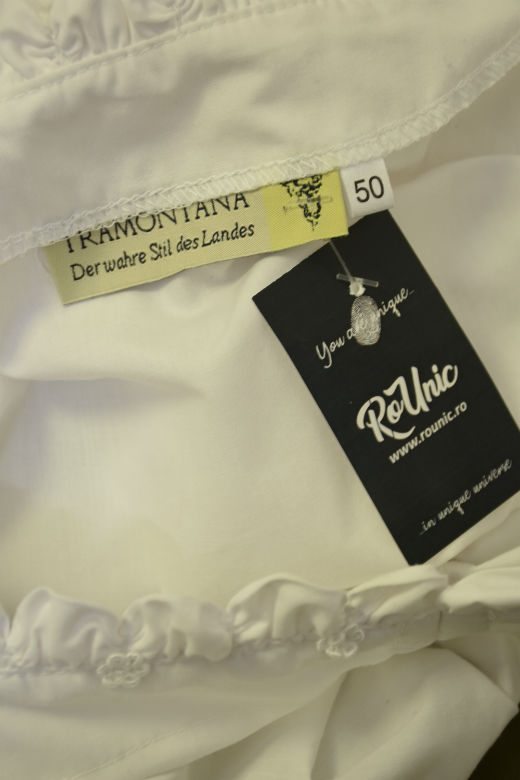 TRAMONTANA
Der wahre Stil des Landes
50
You are unique...
RoUnic
www.rounic.ro
...in unique universe